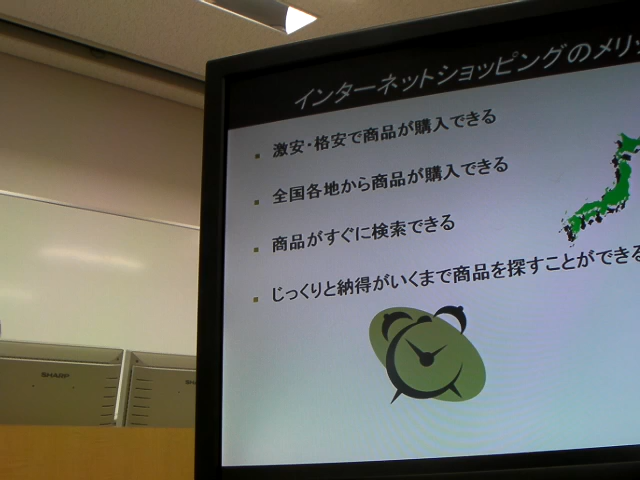 インターネットショッピングのメリッ
激安・格安で商品が購入できる
全国各地から商品が購入できる
商品がすぐに検索できる
じっくりと納得がいくまで商品を探すことができる
SHARP